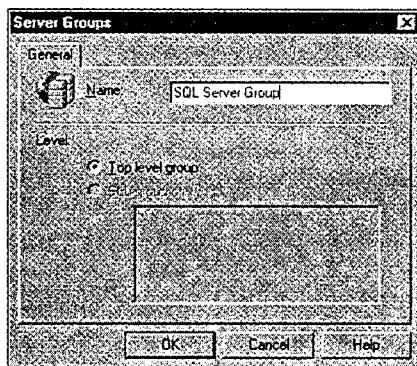 Server Groups
General
Name
SQL Server Group
Level
Top level group
OK
Cancel
Help